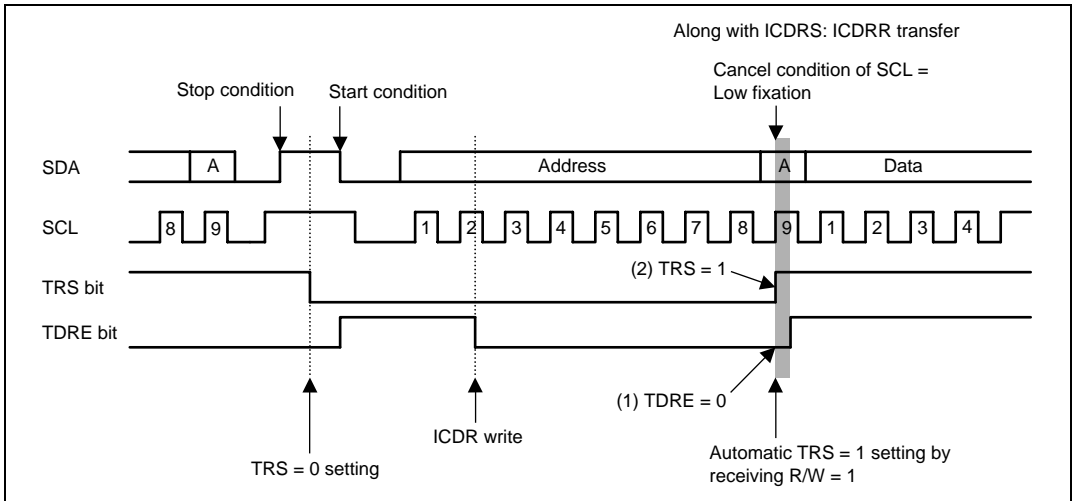 Along with ICDRS: ICDRR transfer
Cancel condition of SCL =
Low fixation
Stop condition
Start condition
SDA
A
Address
A
Data
SCL
8 9 1 2 3 4 5 6 7 8 9 1 2 3 4
(2) TRS = 1
TRS bit
TDRE bit
(1) TDRE = 0
ICDR write
TRS = 0 setting
Automatic TRS = 1 setting by
receiving R/W = 1